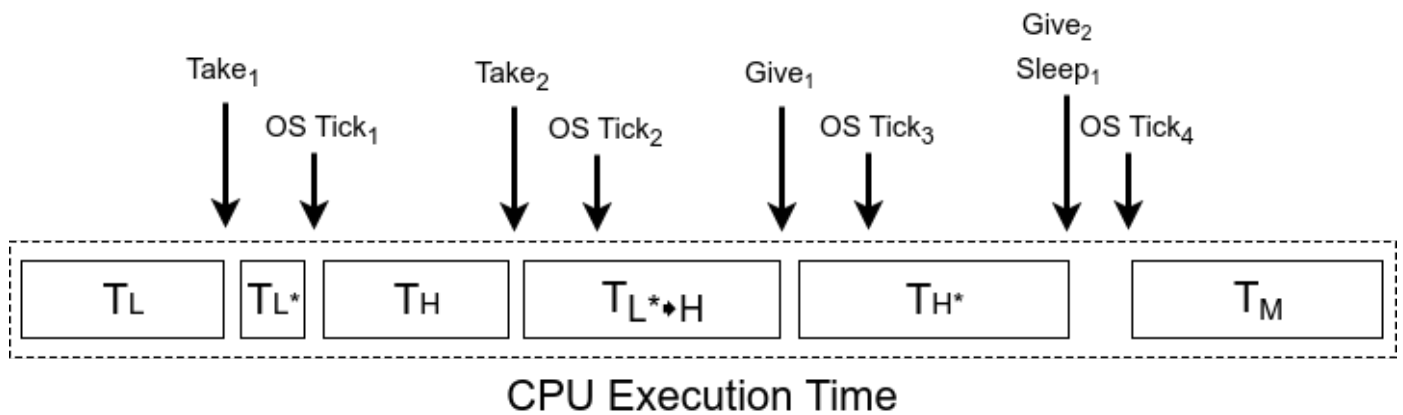 Give₂
Take₁ Take₂ Give₁ Sleep₁
OS Tick₁ OS Tick₂ OS Tick₃ OS Tick₄
TL TL* TH TL*➧H TH* TM
CPU Execution Time